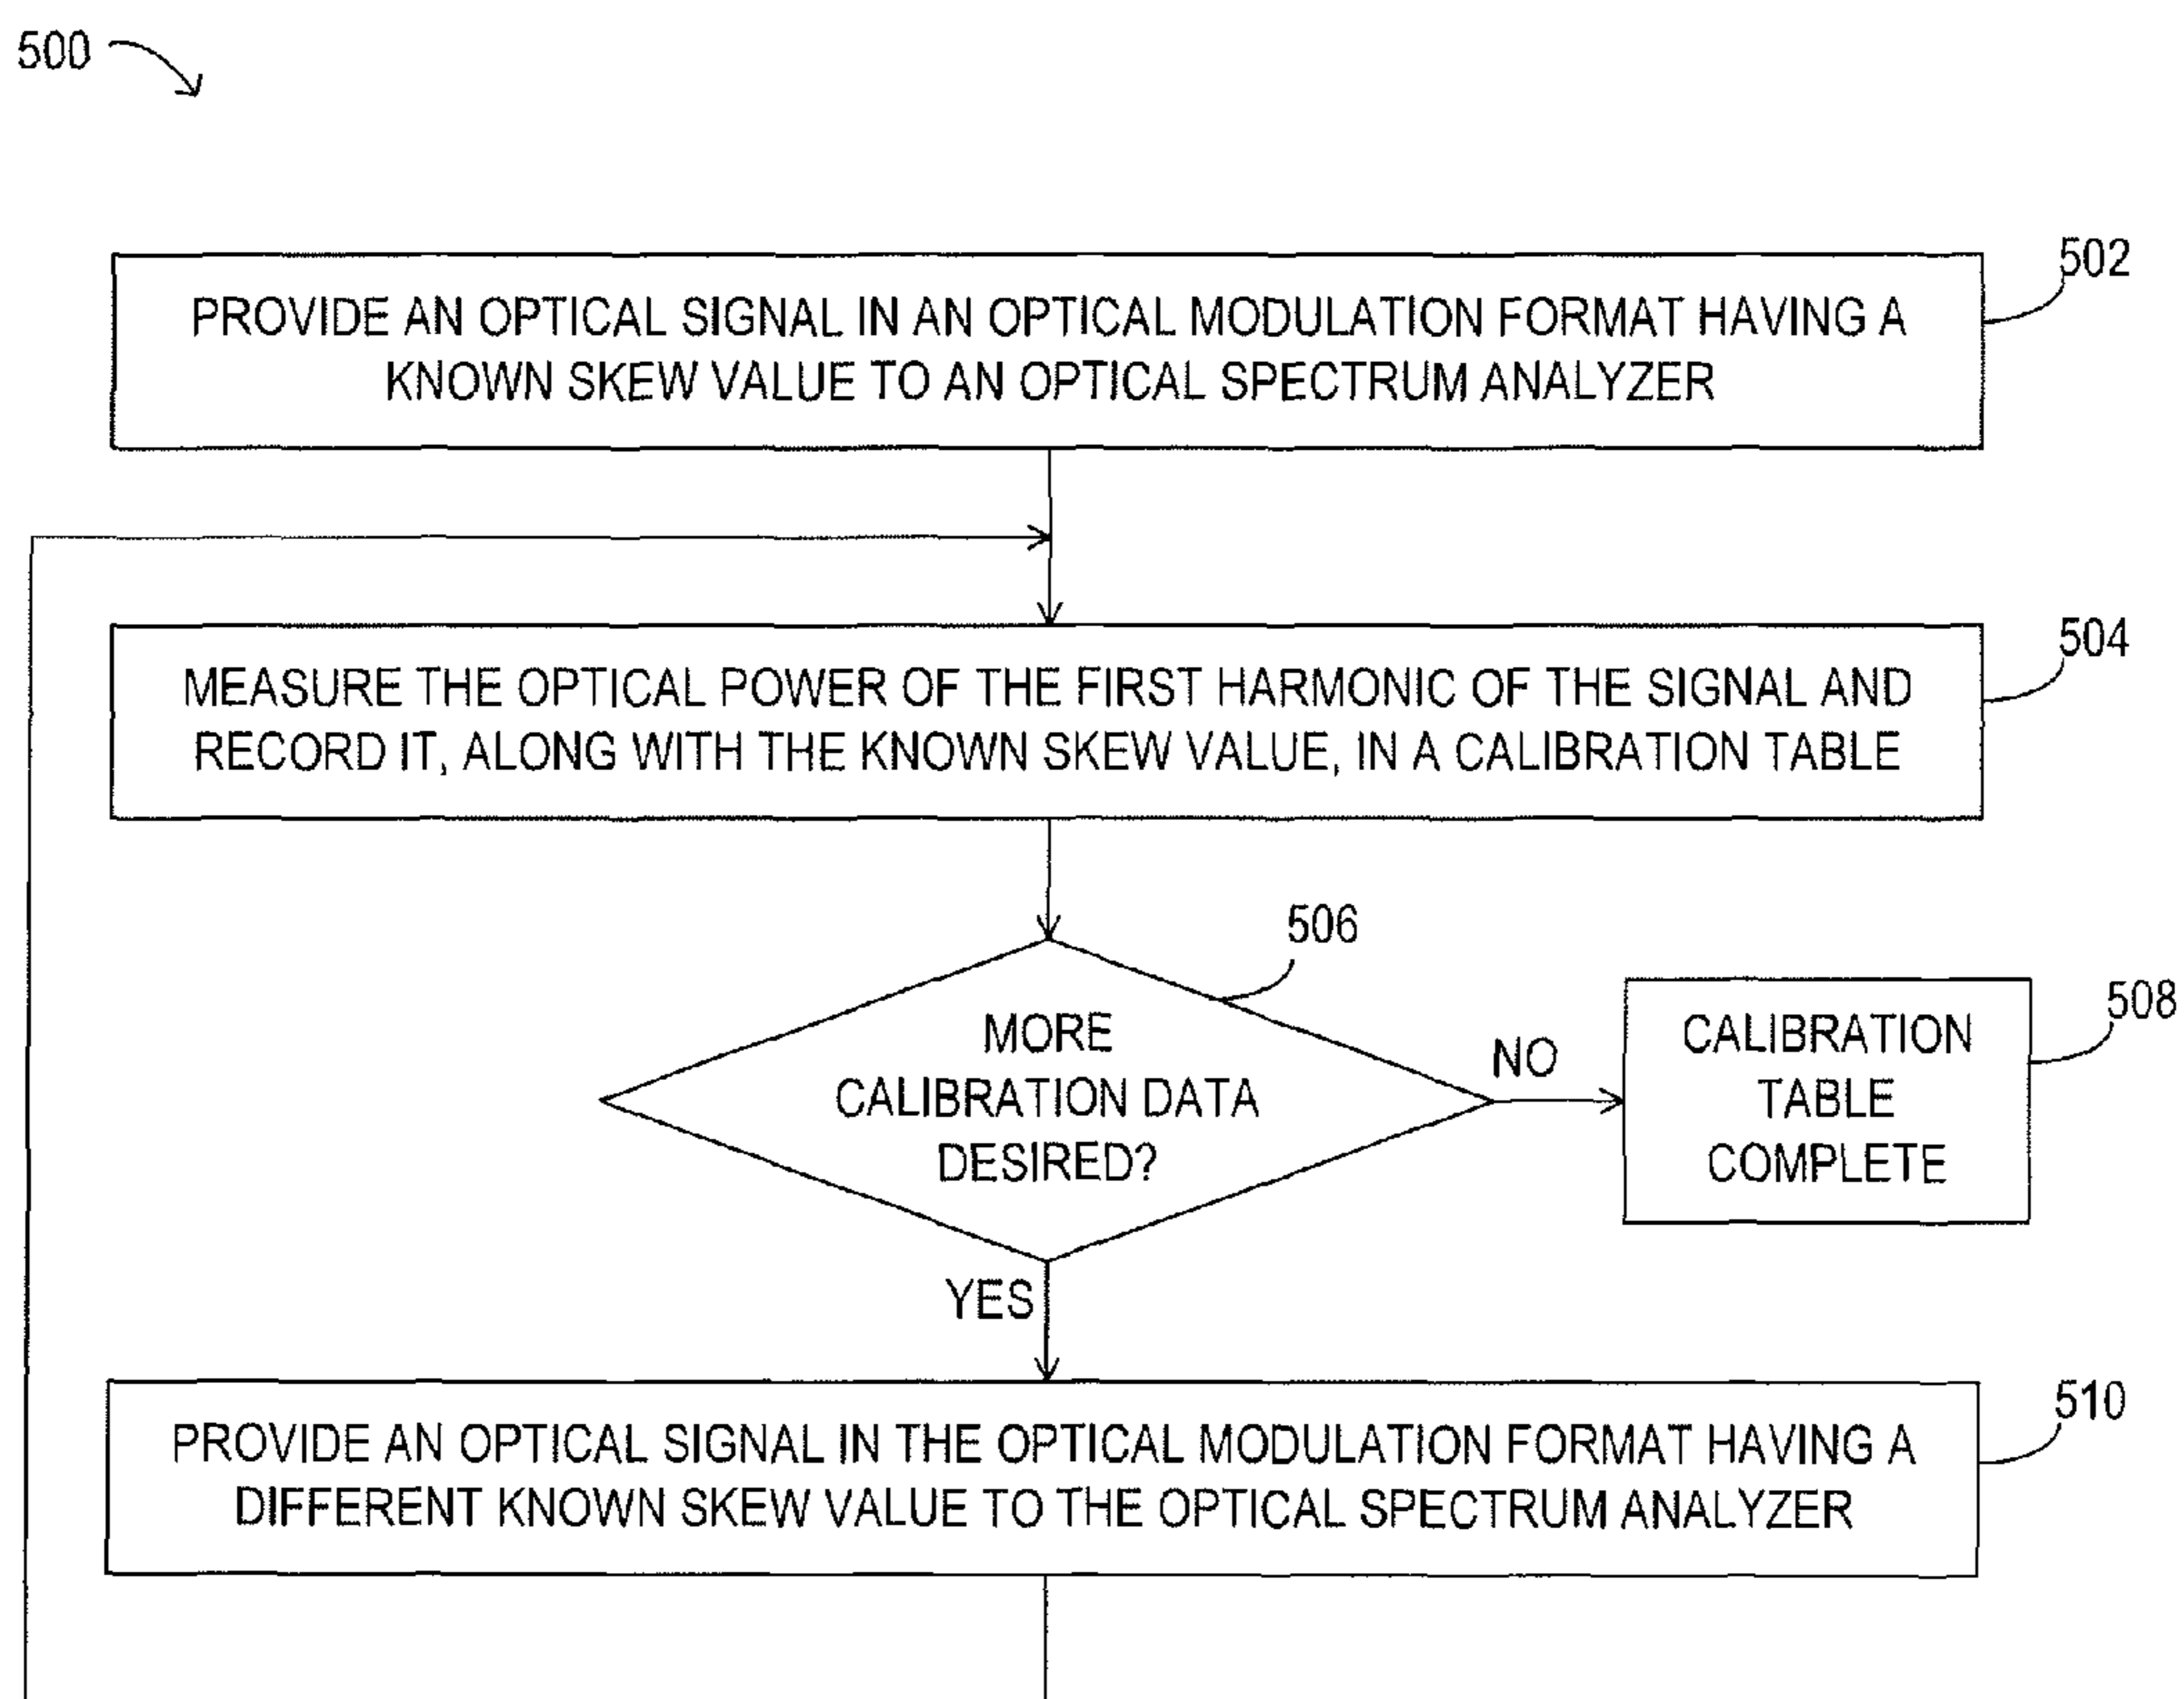 500
502
PROVIDE AN OPTICAL SIGNAL IN AN OPTICAL MODULATION FORMAT HAVING A
KNOWN SKEW VALUE TO AN OPTICAL SPECTRUM ANALYZER
504
MEASURE THE OPTICAL POWER OF THE FIRST HARMONIC OF THE SIGNAL AND
RECORD IT, ALONG WITH THE KNOWN SKEW VALUE, IN A CALIBRATION TABLE
506
MORE
CALIBRATION DATA
DESIRED?
NO
508
CALIBRATION
TABLE
COMPLETE
YES
510
PROVIDE AN OPTICAL SIGNAL IN THE OPTICAL MODULATION FORMAT HAVING A
DIFFERENT KNOWN SKEW VALUE TO THE OPTICAL SPECTRUM ANALYZER